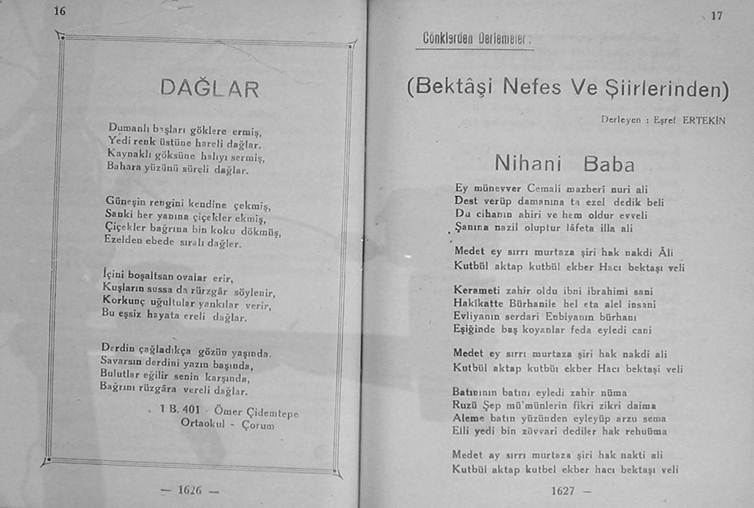 16
DAĞLAR
Dumanlı başları göklere ermiş,
Yedi renk üstüne hareli dağlar.
Kaynaklı göksüne halıyı sermiş,
Bahara yüzünü süreli dağlar.
Güneşin rengini kendine çekmiş,
Sanki her yanına çiçekler ekmiş,
Çiçekler bağrına bin koku dökmüş,
Ezelden ebede sıralı dağler.
İçini boşaltsan ovalar erir,
Kuşların sussa da rürzgâr söylenir,
Korkunç uğultular yankılar verir,
Bu eşsiz hayata ereli dağlar.
Derdin çağladıkça gözün yaşında.
Savarsın derdini yazın başında,
Bulutlar eğilir senin karşında,
Bağrını rüzgâra vereli dağlar.
1 B. 401 - Ömer Çidemtepe
Ortaokul - Çorum
— 1626 —
17
Cönklerden Derlemeler:
(Bektâşi Nefes Ve Şiirlerinden)
Derleyen : Eşref ERTEKİN
Nihani Baba
Ey münevver Cemali mazheri nuri ali
Dest verüp damanına ta ezel dedik beli
Du cihanın ahiri ve hem oldur evveli
Şanına nazil oluptur lâfeta illa ali
Medet ey sırrı murtaza şiri hak nakdi Âli
Kutbül aktap kutbül ekber Hacı bektaşı veli
Kerameti zahir oldu ibni ibrahimi sani
Hakikatte Bürhanile hel eta alel insani
Evliyanın serdari Enbiyanın bürhanı
Eşiğinde baş koyanlar feda eyledi cani
Medet ey sırrı murtaza şiri hak nakdi ali
Kutbül aktap kutbül ekber Hacı bektaşı veli
Batınının batını eyledi zahir nüma
Ruzü Şep mü'münlerin fikri zikri daima
Aleme batın yüzünden eyleyüp arzu sema
Elli yedi bin züvvari dediler hak rehnüma
Medet ay sırrı murtaza şiri hak nakti ali
Kutbül aktap kutbel ekber hacı bektaşı veli
1627 —